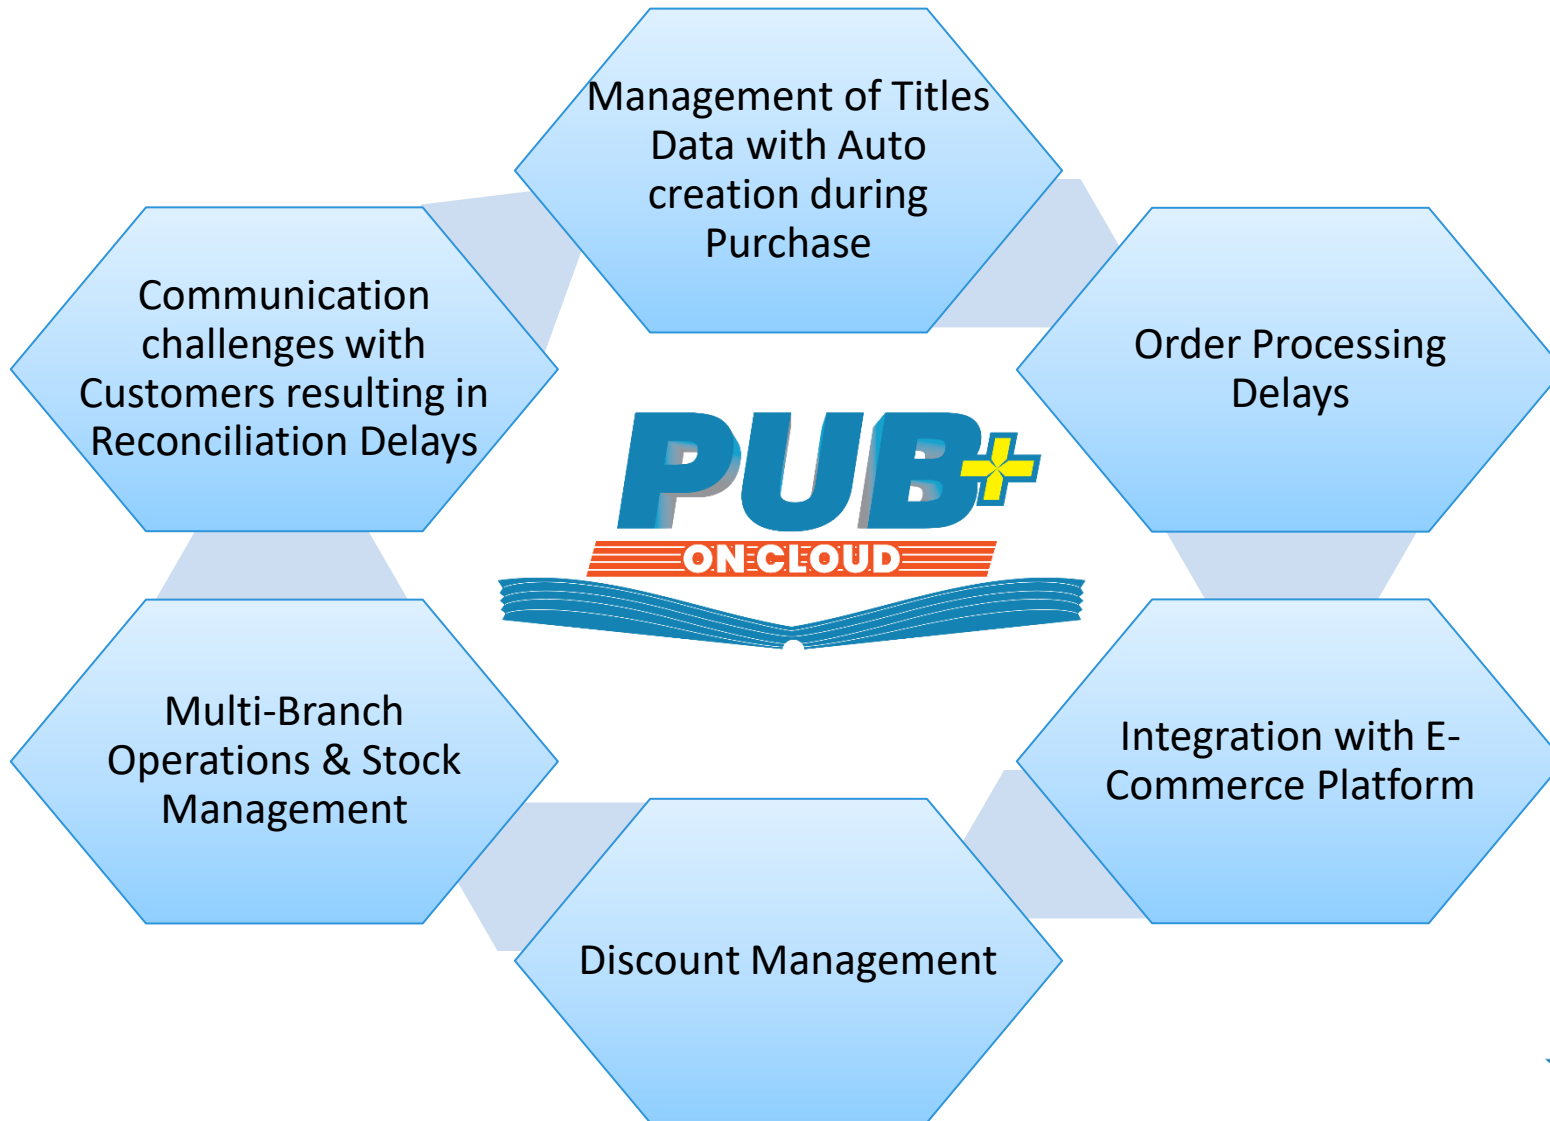 Management of Titles
Data with Auto
creation during
Purchase
Order Processing
Delays
Integration with E-
Commerce Platform
Discount Management
Multi-Branch
Operations & Stock
Management
Communication
challenges with
Customers resulting in
Reconciliation Delays
PUB+
ON CLOUD